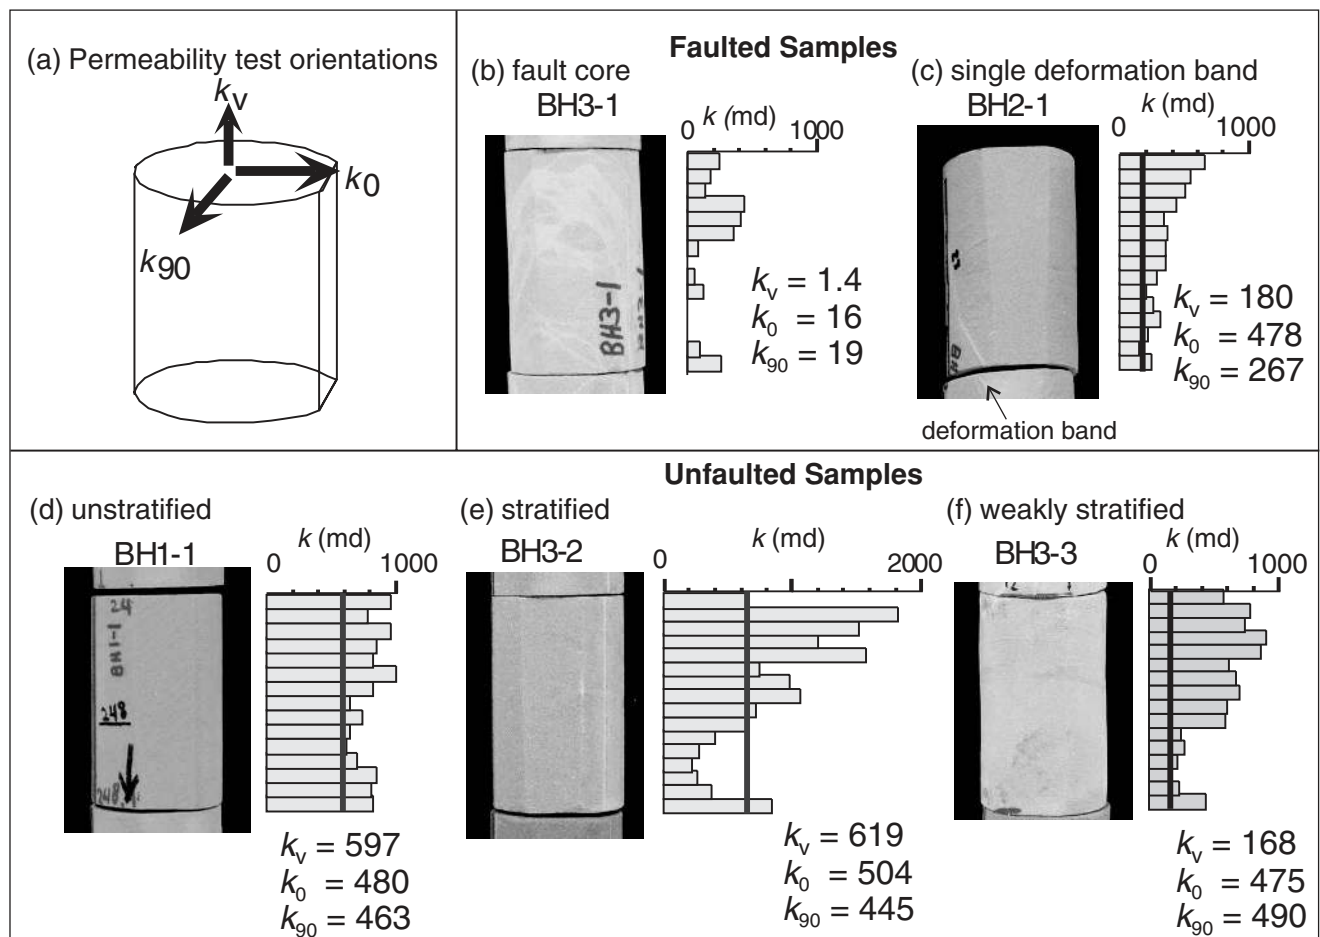 (a) Permeability test orientations
kv
k0
k90
Faulted Samples
(b) fault core
BH3-1
k (md)
0 1000
BH3-1
kv = 1.4
k0 = 16
k90 = 19
(c) single deformation band
BH2-1
k (md)
0 1000
kv = 180
k0 = 478
k90 = 267
deformation band
Unfaulted Samples
(d) unstratified
BH1-1
k (md)
0 1000
24
BH1-1
248
248
kv = 597
k0 = 480
k90 = 463
(e) stratified
BH3-2
k (md)
0 2000
kv = 619
k0 = 504
k90 = 445
(f) weakly stratified
BH3-3
k (md)
0 1000
kv = 168
k0 = 475
k90 = 490